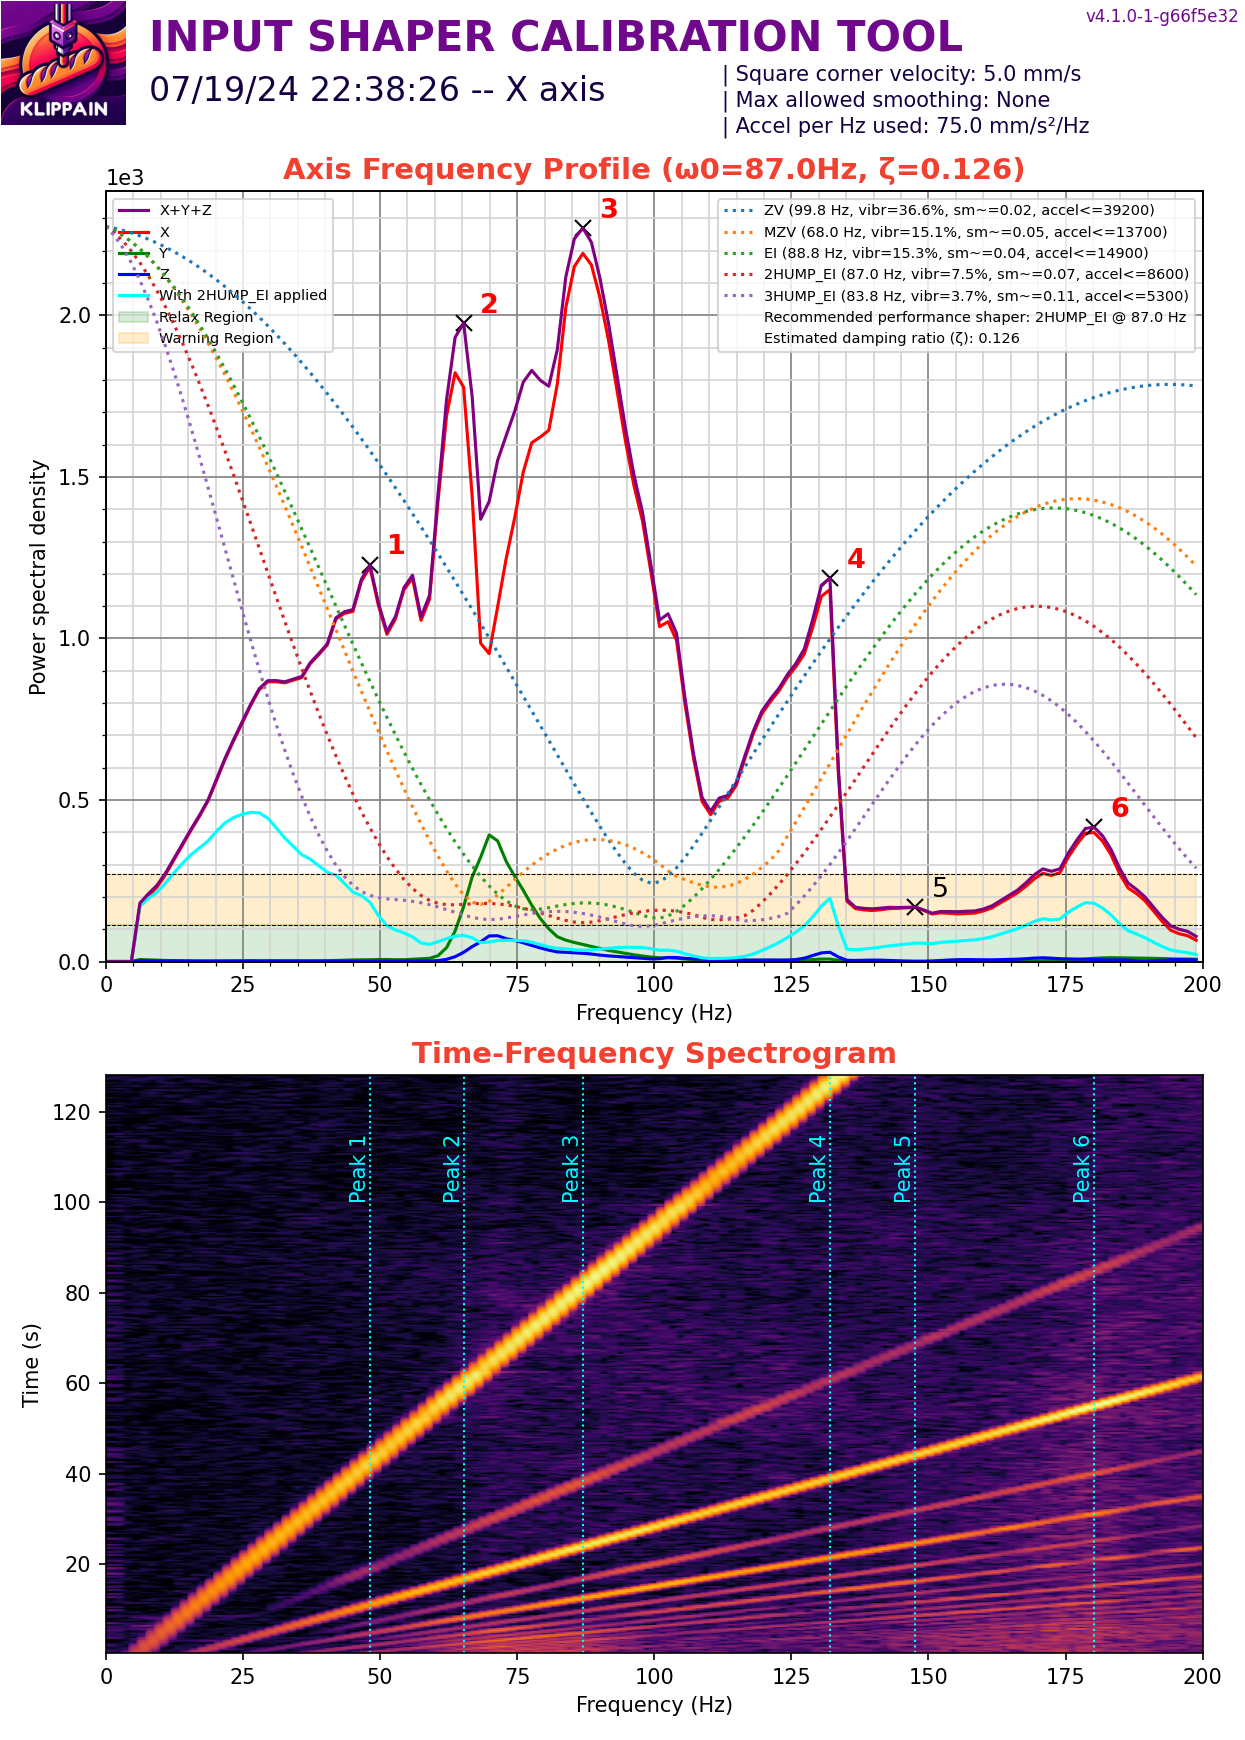 v4.1.0-1-g66f5e32
INPUT SHAPER CALIBRATION TOOL
KLIPPAIN
07/19/24 22:38:26 -- X axis
| Square corner velocity: 5.0 mm/s
| Max allowed smoothing: None
| Accel per Hz used: 75.0 mm/s²/Hz
Axis Frequency Profile (ω0=87.0Hz, ζ=0.126)
1e3
X+Y+Z
X
Y
Z
With 2HUMP_EI applied
Relax Region
Warning Region
ZV (99.8 Hz, vibr=36.6%, sm~=0.02, accel<=39200)
MZV (68.0 Hz, vibr=15.1%, sm~=0.05, accel<=13700)
EI (88.8 Hz, vibr=15.3%, sm~=0.04, accel<=14900)
2HUMP_EI (87.0 Hz, vibr=7.5%, sm~=0.07, accel<=8600)
3HUMP_EI (83.8 Hz, vibr=3.7%, sm~=0.11, accel<=5300)
Recommended performance shaper: 2HUMP_EI @ 87.0 Hz
Estimated damping ratio (ζ): 0.126
1
2
3
4
5
6
Power spectral density
2.0
1.5
1.0
0.5
0.0
0 25 50 75 100 125 150 175 200
Frequency (Hz)
Time-Frequency Spectrogram
Time (s)
120
100
80
60
40
20
Peak 1
Peak 2
Peak 3
Peak 4
Peak 5
Peak 6
0 25 50 75 100 125 150 175 200
Frequency (Hz)